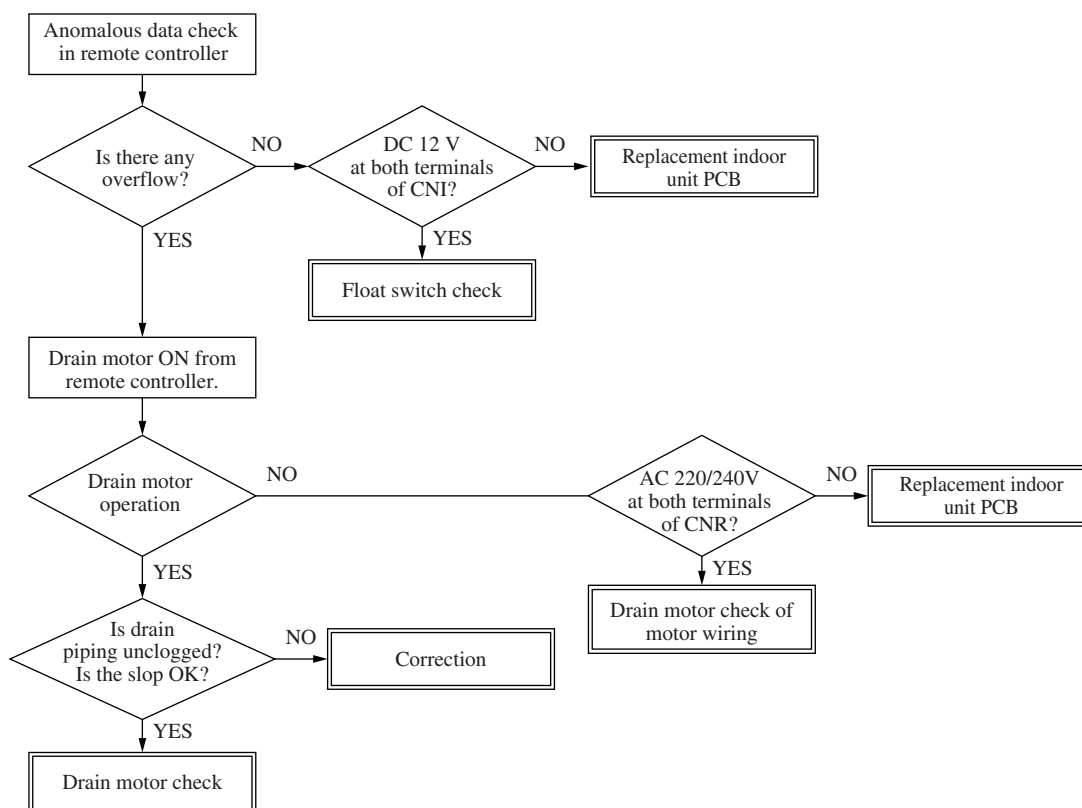 Anomalous data check
in remote controller
Is there any
overflow?
NO
DC 12 V
at both terminals
of CNI?
NO
Replacement indoor
unit PCB
YES
YES
Float switch check
Drain motor ON from
remote controller.
Drain motor
operation
NO
AC 220/240V
at both terminals
of CNR?
NO
Replacement indoor
unit PCB
YES
YES
Drain motor check of
motor wiring
Is drain
piping unclogged?
Is the slop OK?
NO
Correction
YES
Drain motor check